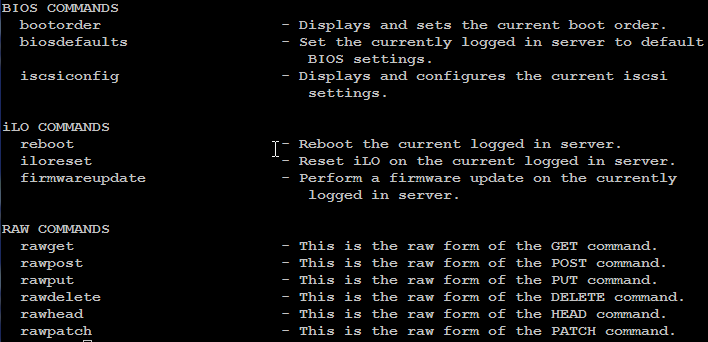 BIOS COMMANDS
bootorder - Displays and sets the current boot order.
biosdefaults - Set the currently logged in server to default
BIOS settings.
iscsiconfig - Displays and configures the current iscsi
settings.
iLO COMMANDS
reboot - Reboot the current logged in server.
iloreset - Reset iLO on the current logged in server.
firmwareupdate - Perform a firmware update on the currently
logged in server.
RAW COMMANDS
rawget - This is the raw form of the GET command.
rawpost - This is the raw form of the POST command.
rawput - This is the raw form of the PUT command.
rawdelete - This is the raw form of the DELETE command.
rawhead - This is the raw form of the HEAD command.
rawpatch - This is the raw form of the PATCH command.